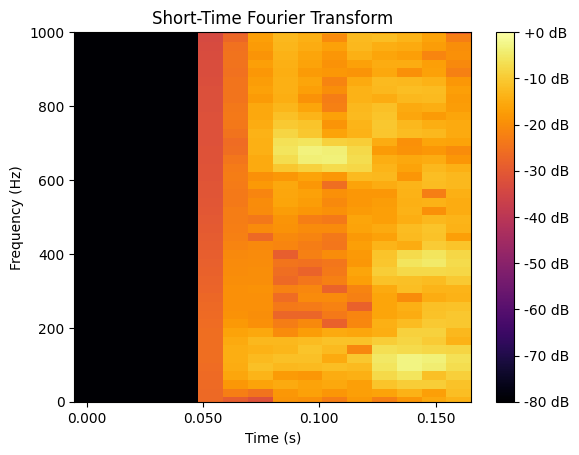 Short-Time Fourier Transform
1000
800
600
400
200
0
Frequency (Hz)
0.000
0.050
0.100
0.150
Time (s)
+0 dB
-10 dB
-20 dB
-30 dB
-40 dB
-50 dB
-60 dB
-70 dB
-80 dB